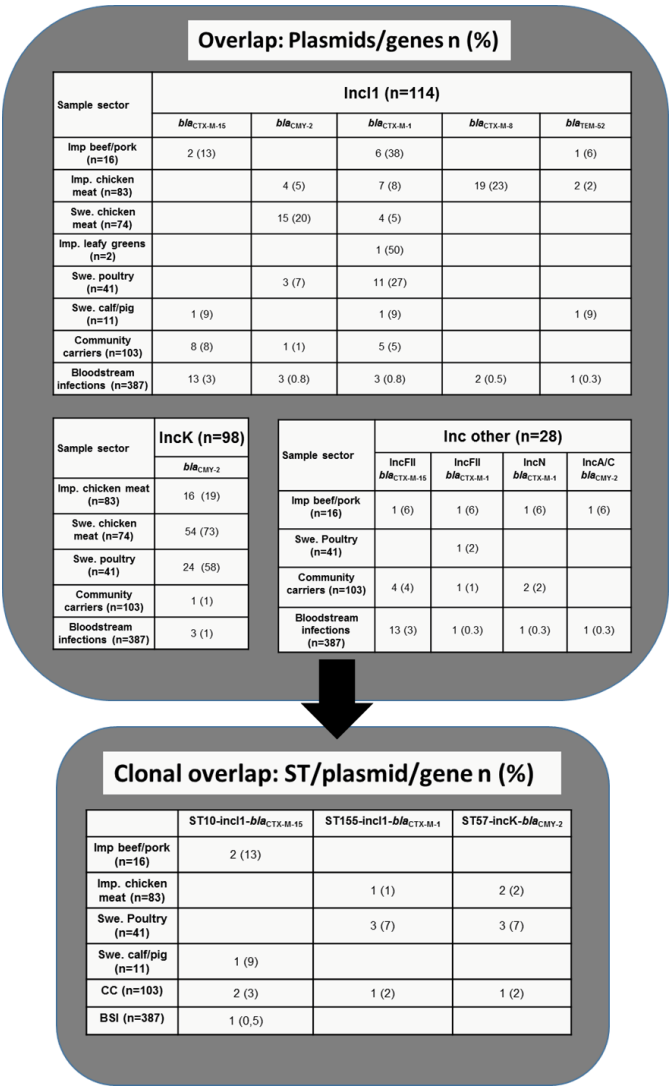 Overlap: Plasmids/genes n (%)
Sample sector
IncI1 (n=114)
blaCTX-M-15 blaCMY-2 blaCTX-M-1 blaCTX-M-8 blaTEM-52
Imp beef/pork
(n=16) 2 (13) 6 (38) 1 (6)
Imp. chicken
meat (n=83) 4 (5) 7 (8) 19 (23) 2 (2)
Swe. chicken
meat (n=74) 15 (20) 4 (5)
Imp. leafy greens
(n=2) 1 (50)
Swe. poultry
(n=41) 3 (7) 11 (27)
Swe. calf/pig
(n=11) 1 (9) 1 (9) 1 (9)
Community
carriers (n=103) 8 (8) 1 (1) 5 (5)
Bloodstream
infections (n=387) 13 (3) 3 (0.8) 3 (0.8) 2 (0.5) 1 (0.3)
Sample sector
IncK (n=98)
blaCMY-2
Imp. chicken meat
(n=83) 16 (19)
Swe. chicken
meat (n=74) 54 (73)
Swe. poultry
(n=41) 24 (58)
Community
carriers (n=103) 1 (1)
Bloodstream
infections (n=387) 3 (1)
Sample sector
Inc other (n=28)
IncFII IncFII IncN IncA/C
blaCTX-M-15 blaCTX-M-1 blaCTX-M-1 blaCMY-2
Imp beef/pork
(n=16) 1 (6) 1 (6) 1 (6) 1 (6)
Swe. Poultry
(n=41) 1 (2)
Community
carriers (n=103) 4 (4) 1 (1) 2 (2)
Bloodstream
infections
(n=387) 13 (3) 1 (0.3) 1 (0.3) 1 (0.3)
Clonal overlap: ST/plasmid/gene n (%)
ST10-incI1-blaCTX-M-15 ST155-incI1-blaCTX-M-1 ST57-incK-blaCMY-2
Imp beef/pork
(n=16) 2 (13)
Imp. chicken
meat (n=83) 1 (1) 2 (2)
Swe. Poultry
(n=41) 3 (7) 3 (7)
Swe. calf/pig
(n=11) 1 (9)
CC (n=103) 2 (3) 1 (2) 1 (2)
BSI (n=387) 1 (0,5)